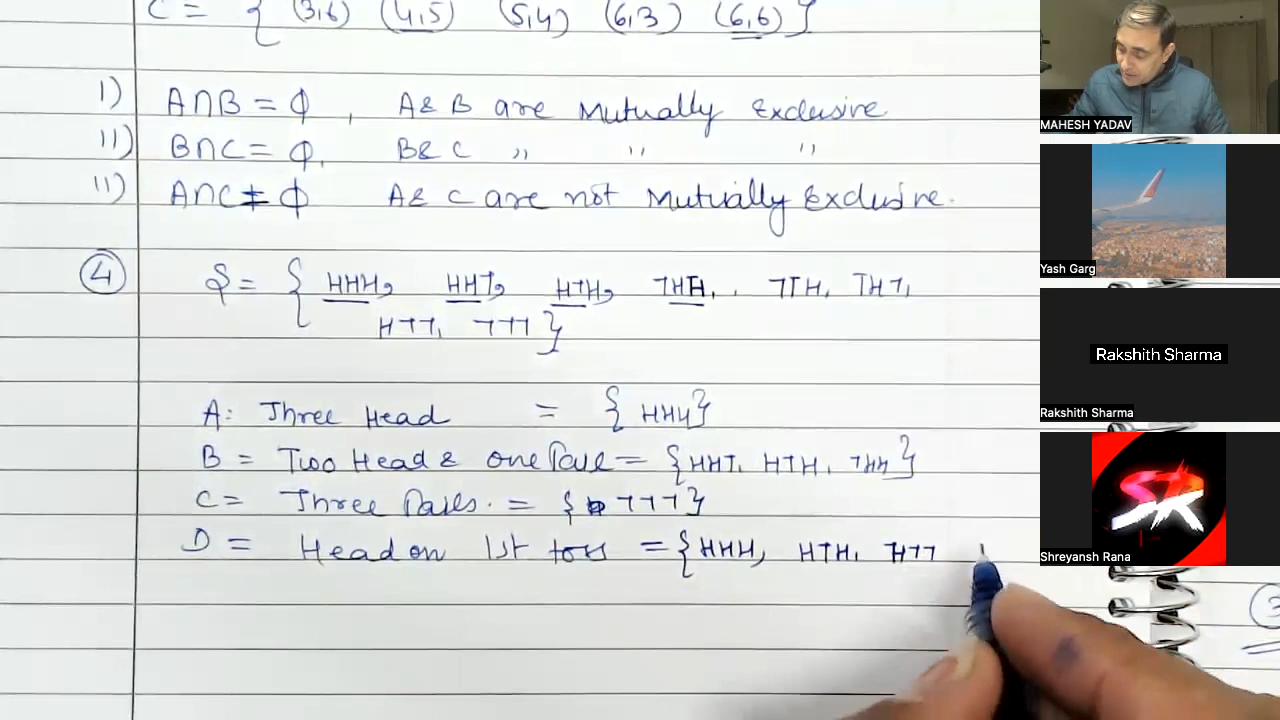 C = { (3,6) (4,5) (5,4) (6,3) (6,6) }
I) A∩B = ϕ , A & B are Mutually Exclusive
II) B∩C = ϕ, B & C ,, '' ''
II) A∩C ≠ ϕ A & C are not Mutually Exclusive.
4 S = { HHH, HHT, HTH, THH, . TTH, THT,
HTT, TTT }
A: Three Head = { HHH }
B = Two Head & one Tail = { HHT, HTH, THH }
C = Three Tails. = { TTT }
D = Head on 1st toss = { HHH, HTH, HTT
3
MAHESH YADAV
Yash Garg
Rakshith Sharma
Rakshith Sharma
SR
Shreyansh Rana